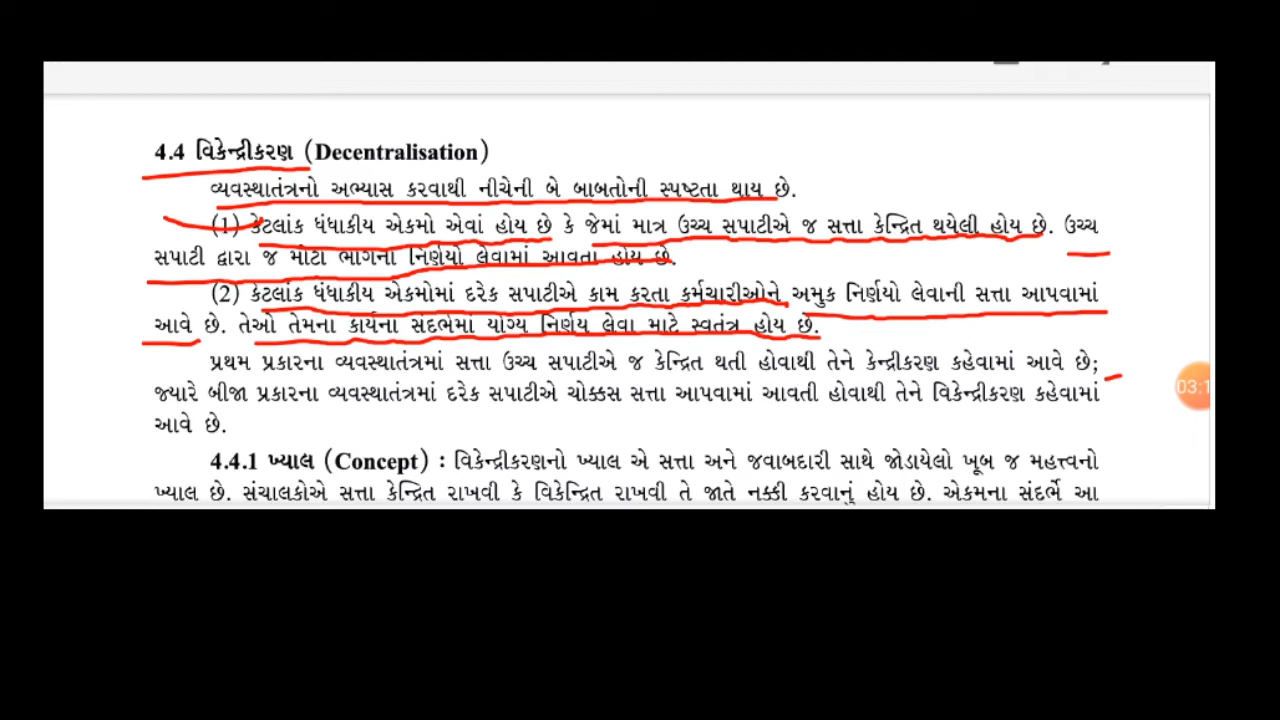 4.4 વિકેન્દ્રીકરણ (Decentralisation)
વ્યવસ્થાતંત્રનો અભ્યાસ કરવાથી નીચેની બે બાબતોની સ્પષ્ટતા થાય છે.
(1) કેટલાંક ધંધાકીય એકમો એવાં હોય છે કે જેમાં માત્ર ઉચ્ચ સપાટીએ જ સત્તા કેન્દ્રિત થયેલી હોય છે. ઉચ્ચ
સપાટી દ્વારા જ મોટા ભાગના નિર્ણયો લેવામાં આવતા હોય છે.
(2) કેટલાંક ધંધાકીય એકમોમાં દરેક સપાટીએ કામ કરતા કર્મચારીઓને અમુક નિર્ણયો લેવાની સત્તા આપવામાં
આવે છે. તેઓ તેમના કાર્યના સંદર્ભમાં યોગ્ય નિર્ણય લેવા માટે સ્વતંત્ર હોય છે.
પ્રથમ પ્રકારના વ્યવસ્થાતંત્રમાં સત્તા ઉચ્ચ સપાટીએ જ કેન્દ્રિત થતી હોવાથી તેને કેન્દ્રીકરણ કહેવામાં આવે છે;
જ્યારે બીજા પ્રકારના વ્યવસ્થાતંત્રમાં દરેક સપાટીએ ચોક્કસ સત્તા આપવામાં આવતી હોવાથી તેને વિકેન્દ્રીકરણ કહેવામાં
આવે છે.
4.4.1 ખ્યાલ (Concept) : વિકેન્દ્રીકરણનો ખ્યાલ એ સત્તા અને જવાબદારી સાથે જોડાયેલો ખૂબ જ મહત્ત્વનો
ખ્યાલ છે. સંચાલકોએ સત્તા કેન્દ્રિત રાખવી કે વિકેન્દ્રિત રાખવી તે જાતે નક્કી કરવાનું હોય છે. એકમના સંદર્ભે આ